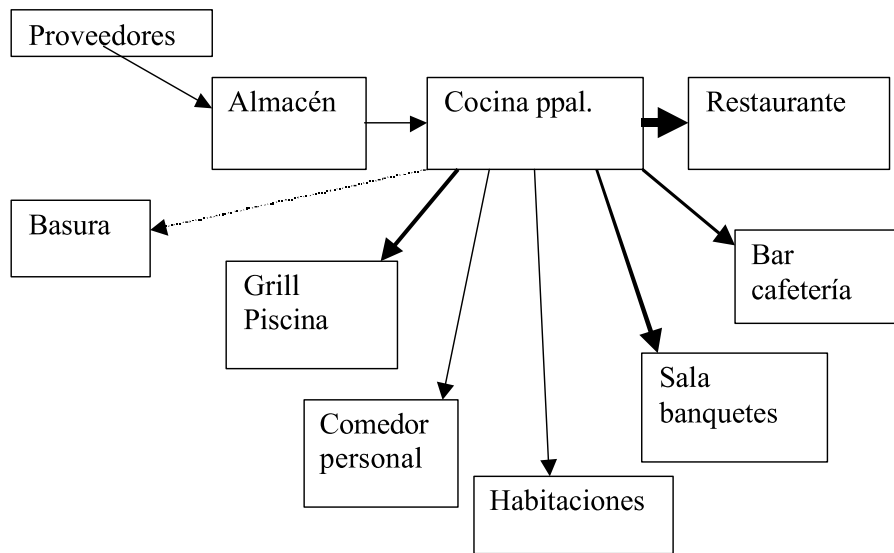 Proveedores
Almacén
Cocina ppal.
Restaurante
Basura
Grill
Piscina
Bar
cafetería
Comedor
personal
Sala
banquetes
Habitaciones